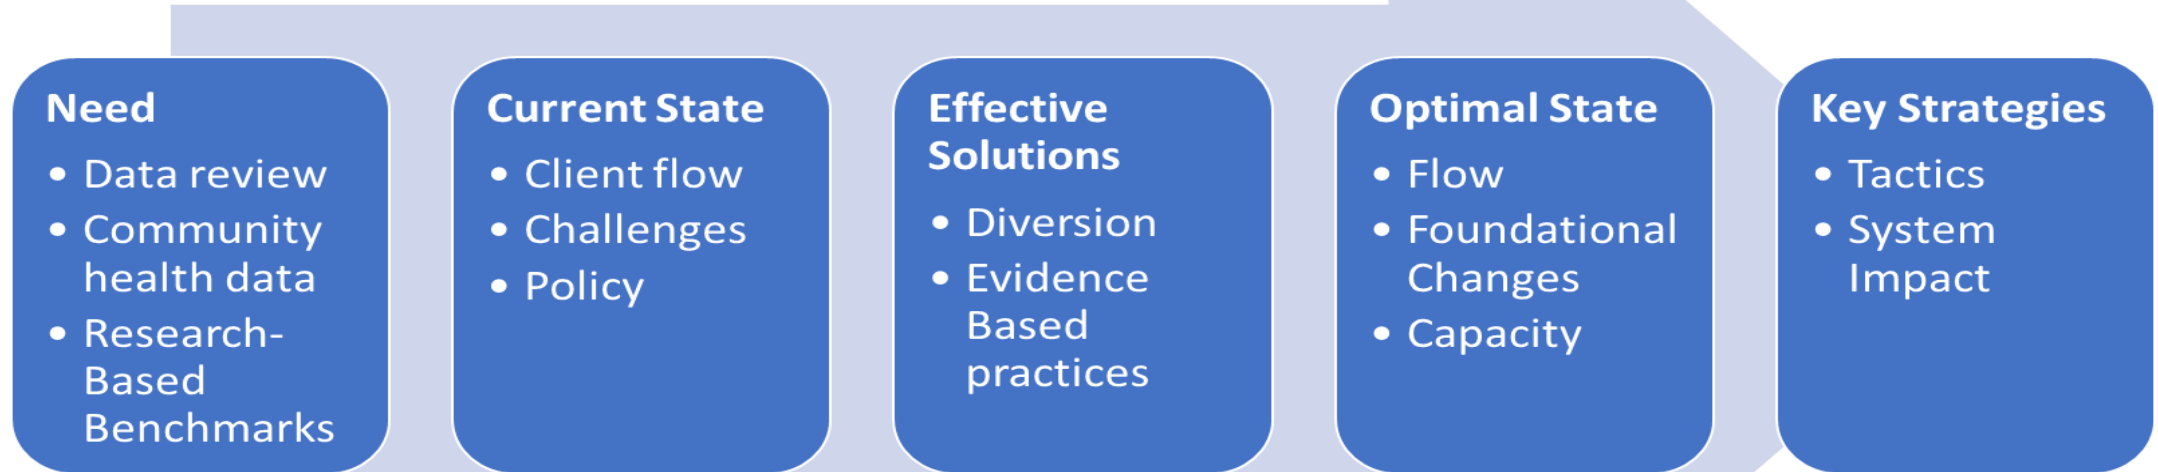 Need
• Data review
• Community
health data
• Research-
Based
Benchmarks
Current State
• Client flow
• Challenges
• Policy
Effective
Solutions
• Diversion
• Evidence
Based
practices
Optimal State
• Flow
• Foundational
Changes
• Capacity
Key Strategies
• Tactics
• System
Impact